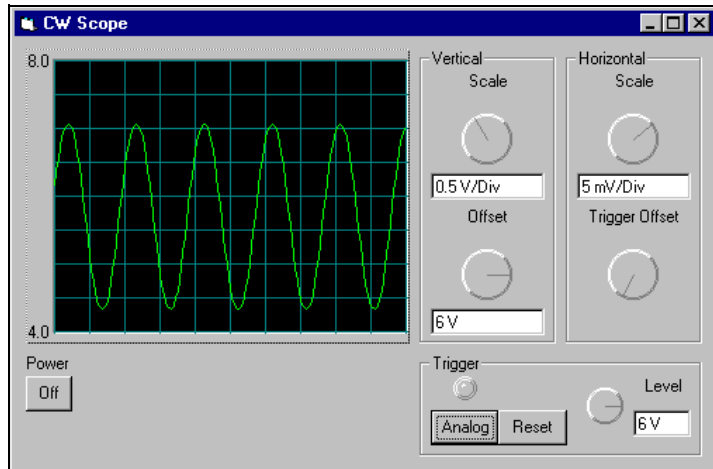 CW Scope
8.0
4.0
Vertical
Scale
0.5 V/Div
Offset
6 V
Horizontal
Scale
5 mV/Div
Trigger Offset
Power
Off
Trigger
Analog
Reset
Level
6 V